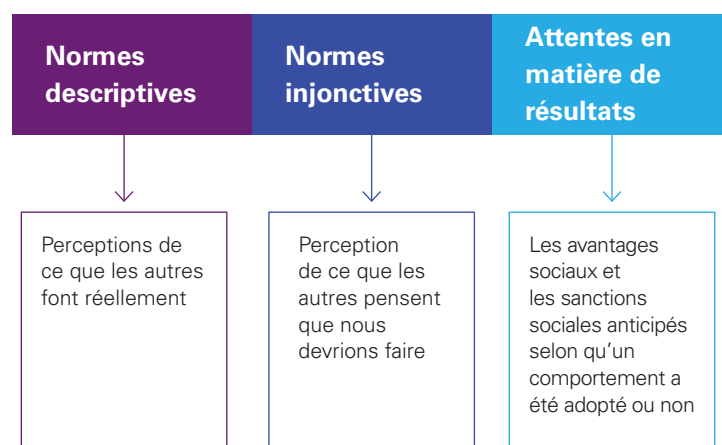 Normes
descriptives
Normes
injonctives
Attentes en
matière de
résultats
Perceptions de
ce que les autres
font réellement
Perception
de ce que les
autres pensent
que nous
devrions faire
Les avantages
sociaux et
les sanctions
sociales anticipés
selon qu’un
comportement a
été adopté ou non